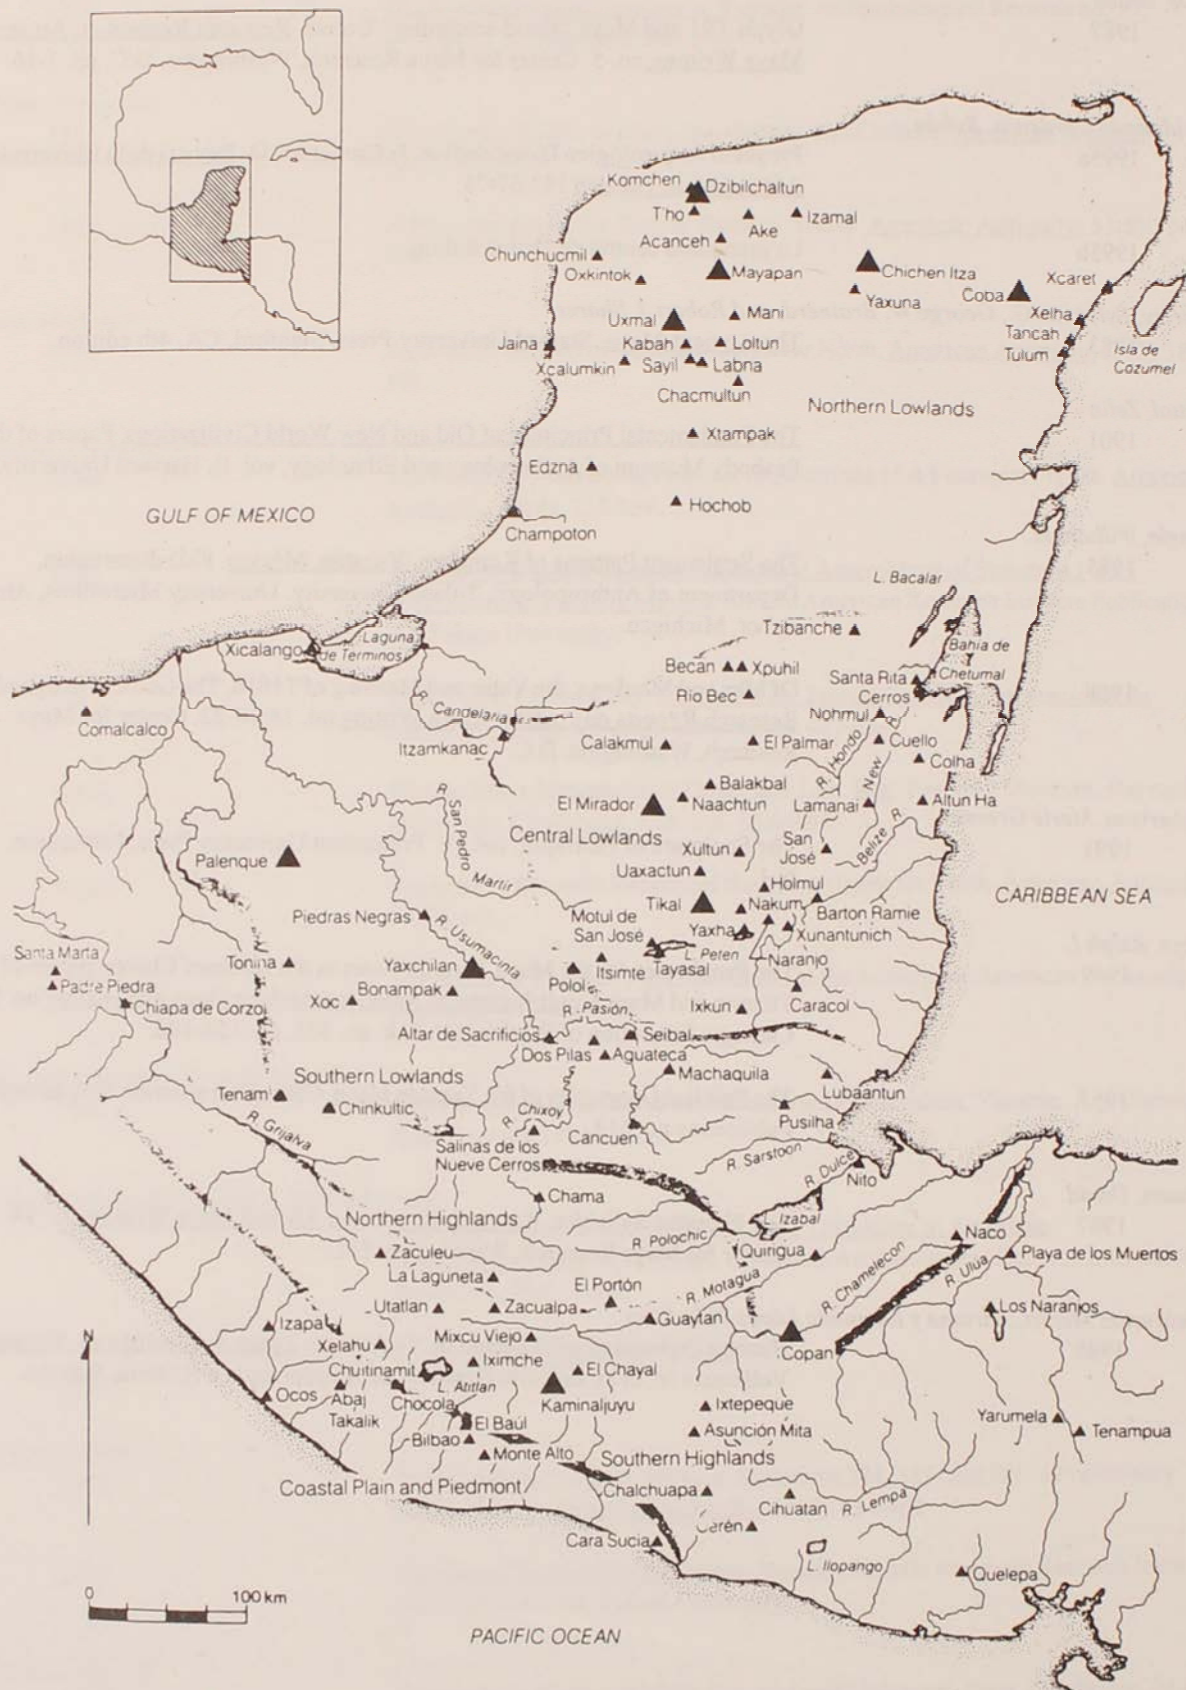 Komchen
Dzibilchaltun
T'ho
Ake
Izamal
Acanceh
Chunchucmil
Oxkintok
Mayapan
Chichen Itza
Yaxuna
Coba
Xcaret
Xelha
Tancah
Tulum
Isla de
Cozumel
Uxmal
Mani
Jaina
Kabah
Loltun
Xcalumkin
Sayil
Labna
Chacmultun
Northern Lowlands
Xtampak
Edzna
Hochob
GULF OF MEXICO
Champoton
L. Bacalar
Tzibanche
Bahia de
Chetumal
Xicalango
Laguna
de Terminos
Becan
Xpuhil
Santa Rita
Rio Bec
Cerros
R. Candelaria
Nohmul
Comalcalco
Itzamkanac
Calakmul
El Palmar
R. Hondo
Cuello
Colha
New R.
Balakbal
El Mirador
Naachtun
Lamanai
Altun Ha
R. San Pedro Martir
Central Lowlands
San
José
Belize R.
Xultun
Palenque
Uaxactun
Holmul
CARIBBEAN SEA
Tikal
Nakum
Barton Ramie
Piedras Negras
Motul de
San José
Yaxha
Xunantunich
R. Usumacinta
L. Peten
Naranjo
Tayasal
Santa Marta
Tonina
Yaxchilan
Itsimte
Polol
Padre Piedra
Bonampak
Chiapa de Corzo
Xoc
R. Pasión
Ixkun
Caracol
Altar de Sacrificios
Seibal
Dos Pilas
Aguateca
Southern Lowlands
Machaquila
Lubaantun
Tenam
Chinkultic
R. Chixoy
Pusilha
R. Grijalva
Salinas de los
Nueve Cerros
Cancuen
R. Sarstoon
R. Dulce
Nito
Chama
L. Izabal
Northern Highlands
R. Polochic
Naco
Zaculeu
Quirigua
Playa de los Muertos
La Laguneta
R. Chamelecon
R. Ulua
El Portón
R. Motagua
Utatlan
Zacualpa
Los Naranjos
Guaytan
Izapa
N
Xelahu
Mixcu Viejo
Copan
Iximche
Chuitinamit
El Chayal
L. Atitlan
Ocos
Abaj
Takalik
Chocola
Kaminaljuyu
Ixtepeque
El Baúl
Yarumela
Bilbao
Asunción Mita
Tenampua
Monte Alto
Southern Highlands
Coastal Plain and Piedmont
Chalchuapa
Cihuatan
R. Lempa
Cerén
Cara Sucia
L. Ilopango
Quelepa
0
100 km
PACIFIC OCEAN